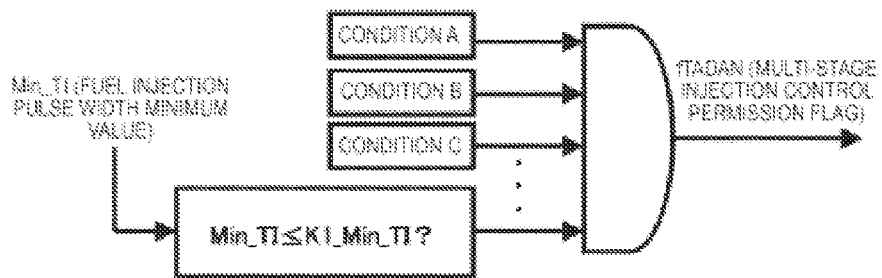 CONDITION A
CONDITION B
CONDITION C
Min_TI (FUEL INJECTION
PULSE WIDTH MINIMUM
VALUE)
Min_TI≦K1_Min_TI?
fTADAN (MULTI-STAGE
INJECTION CONTROL
PERMISSION FLAG)